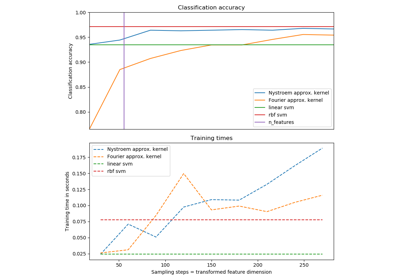 Classification accuracy
1.00
0.95
0.90
0.85
0.80
Classification accuracy
Nystroem approx. kernel
Fourier approx. kernel
linear svm
rbf svm
n_features
Training times
0.175
0.150
0.125
0.100
0.075
0.050
0.025
Training time in seconds
Nystroem approx. kernel
Fourier approx. kernel
linear svm
rbf svm
50 100 150 200 250
Sampling steps = transformed feature dimension